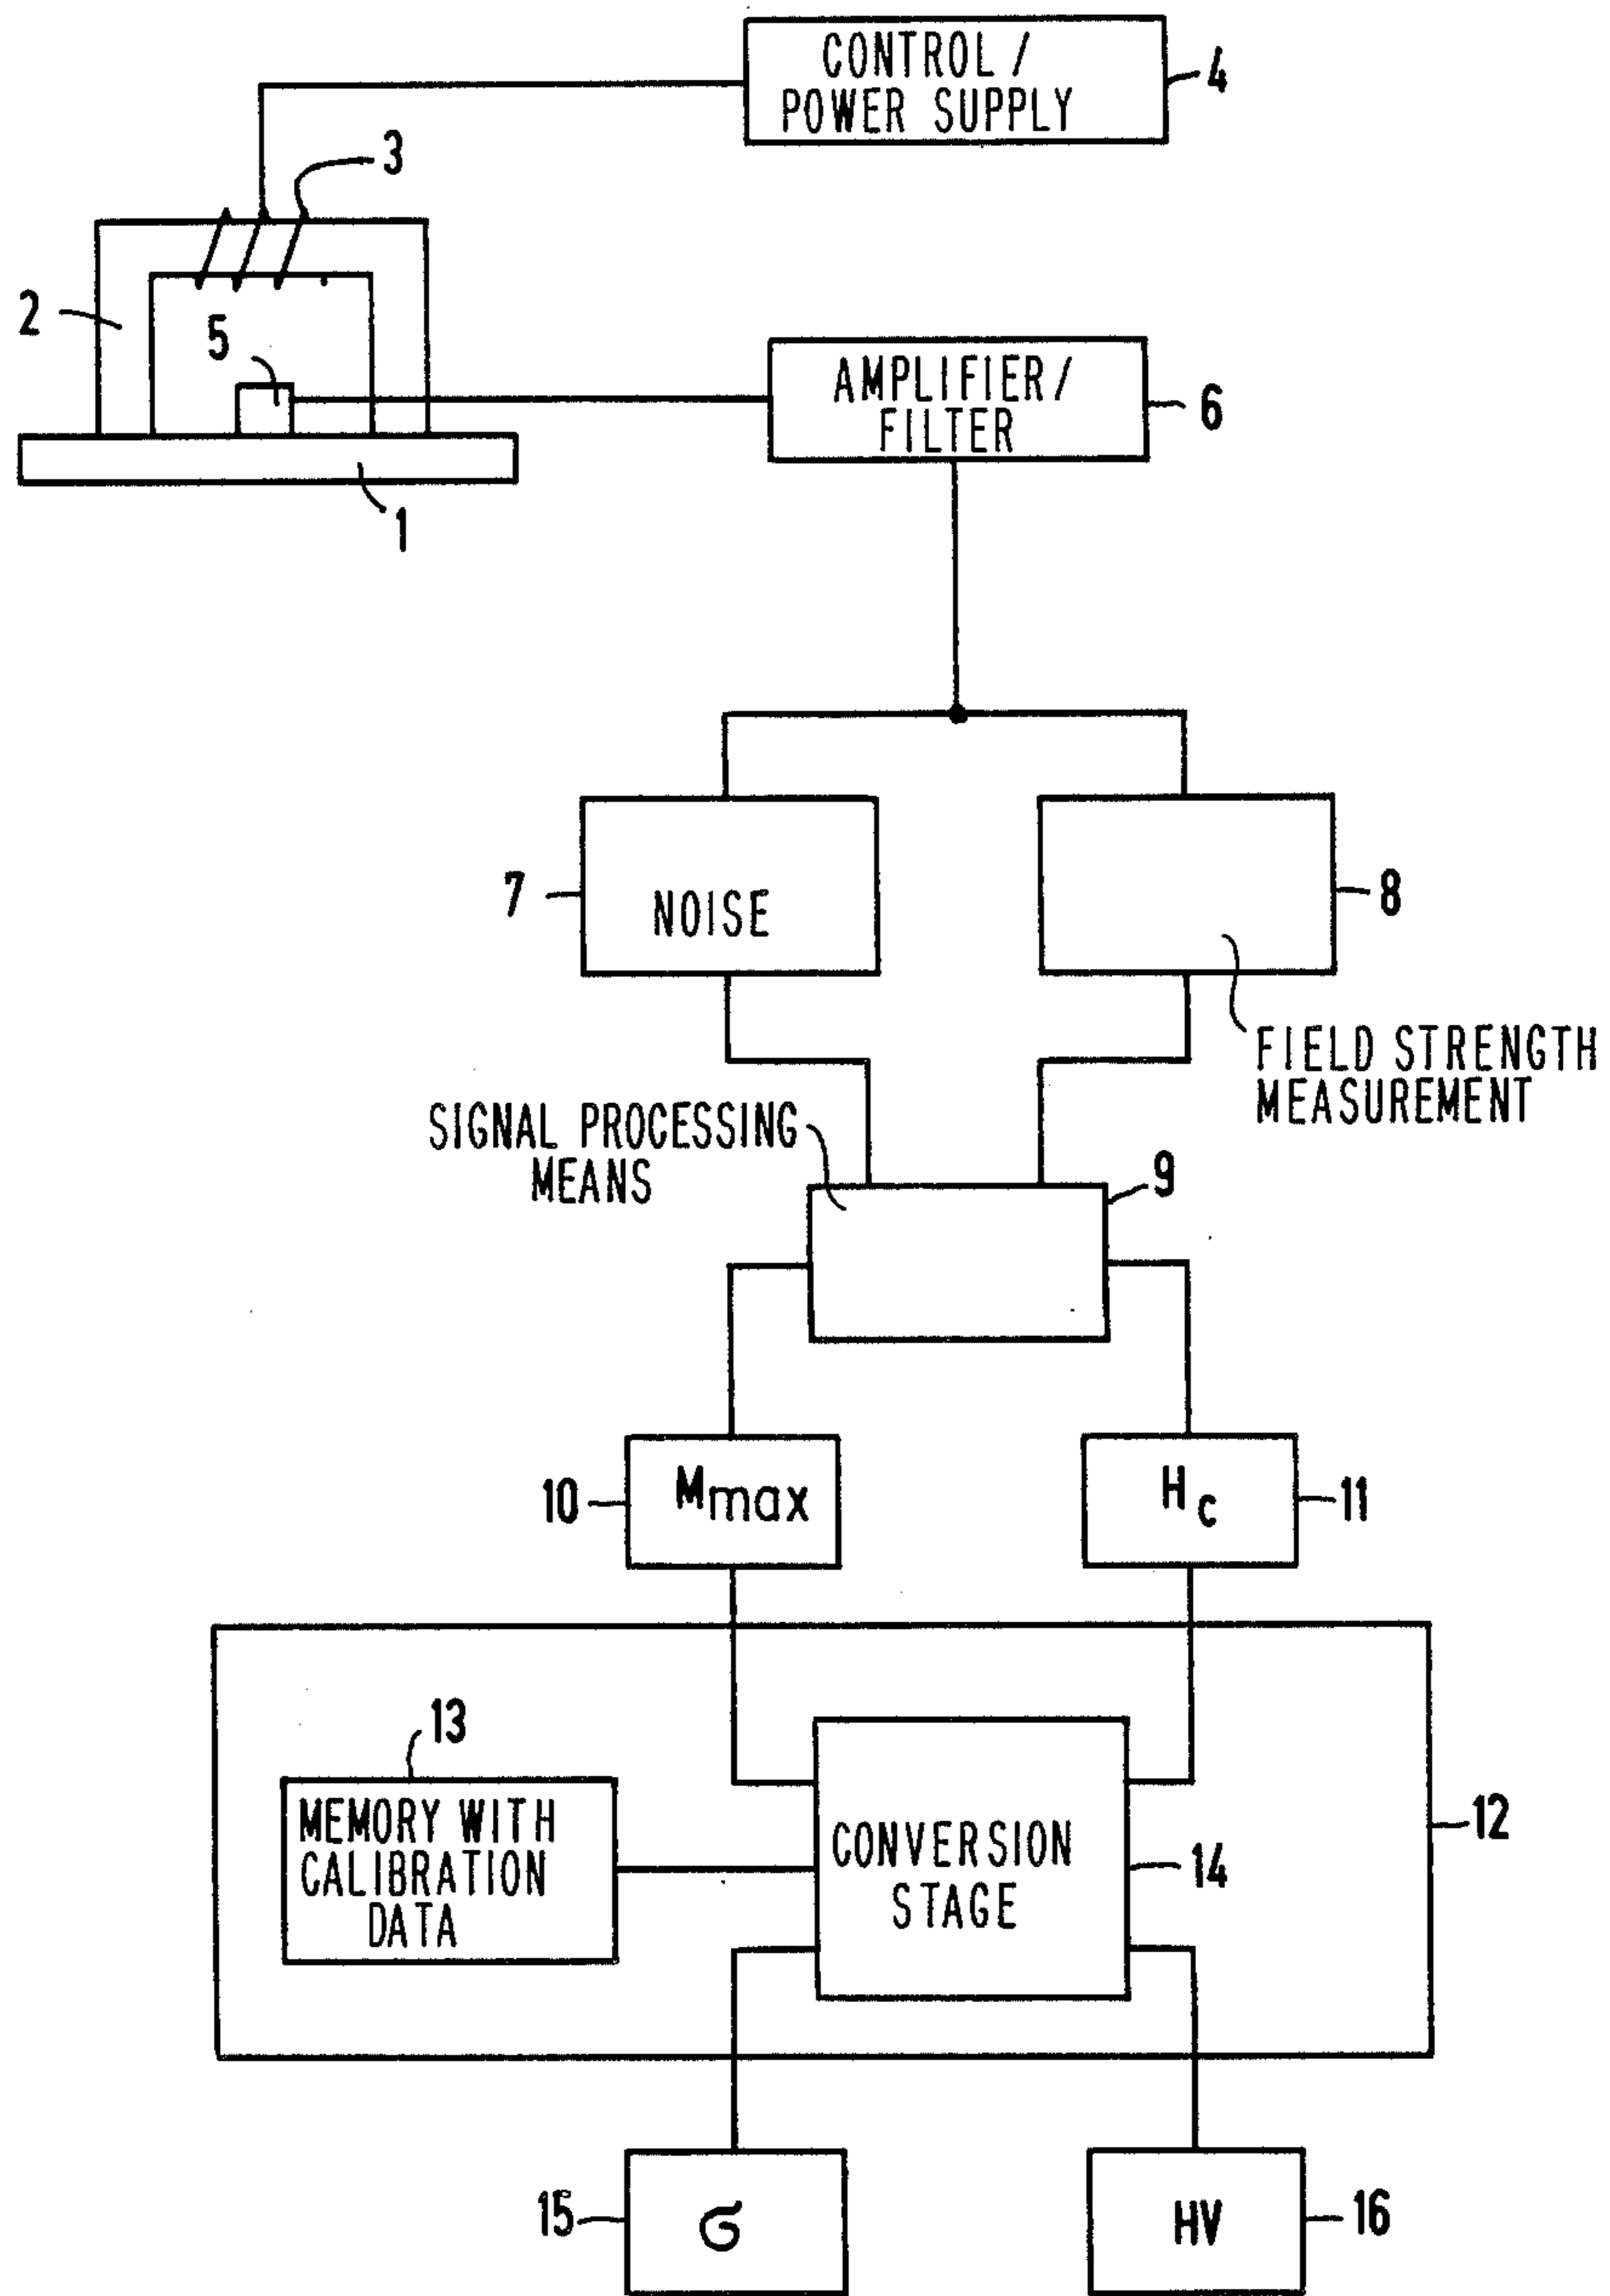 CONTROL /
POWER SUPPLY
4
3
2
5
AMPLIFIER/
FILTER
6
1
7
NOISE
8
FIELD STRENGTH
MEASUREMENT
SIGNAL PROCESSING
MEANS
9
10
Mmax
Hc
11
13
MEMORY WITH
CALIBRATION
DATA
CONVERSION
STAGE
14
12
15
σ
HV
16